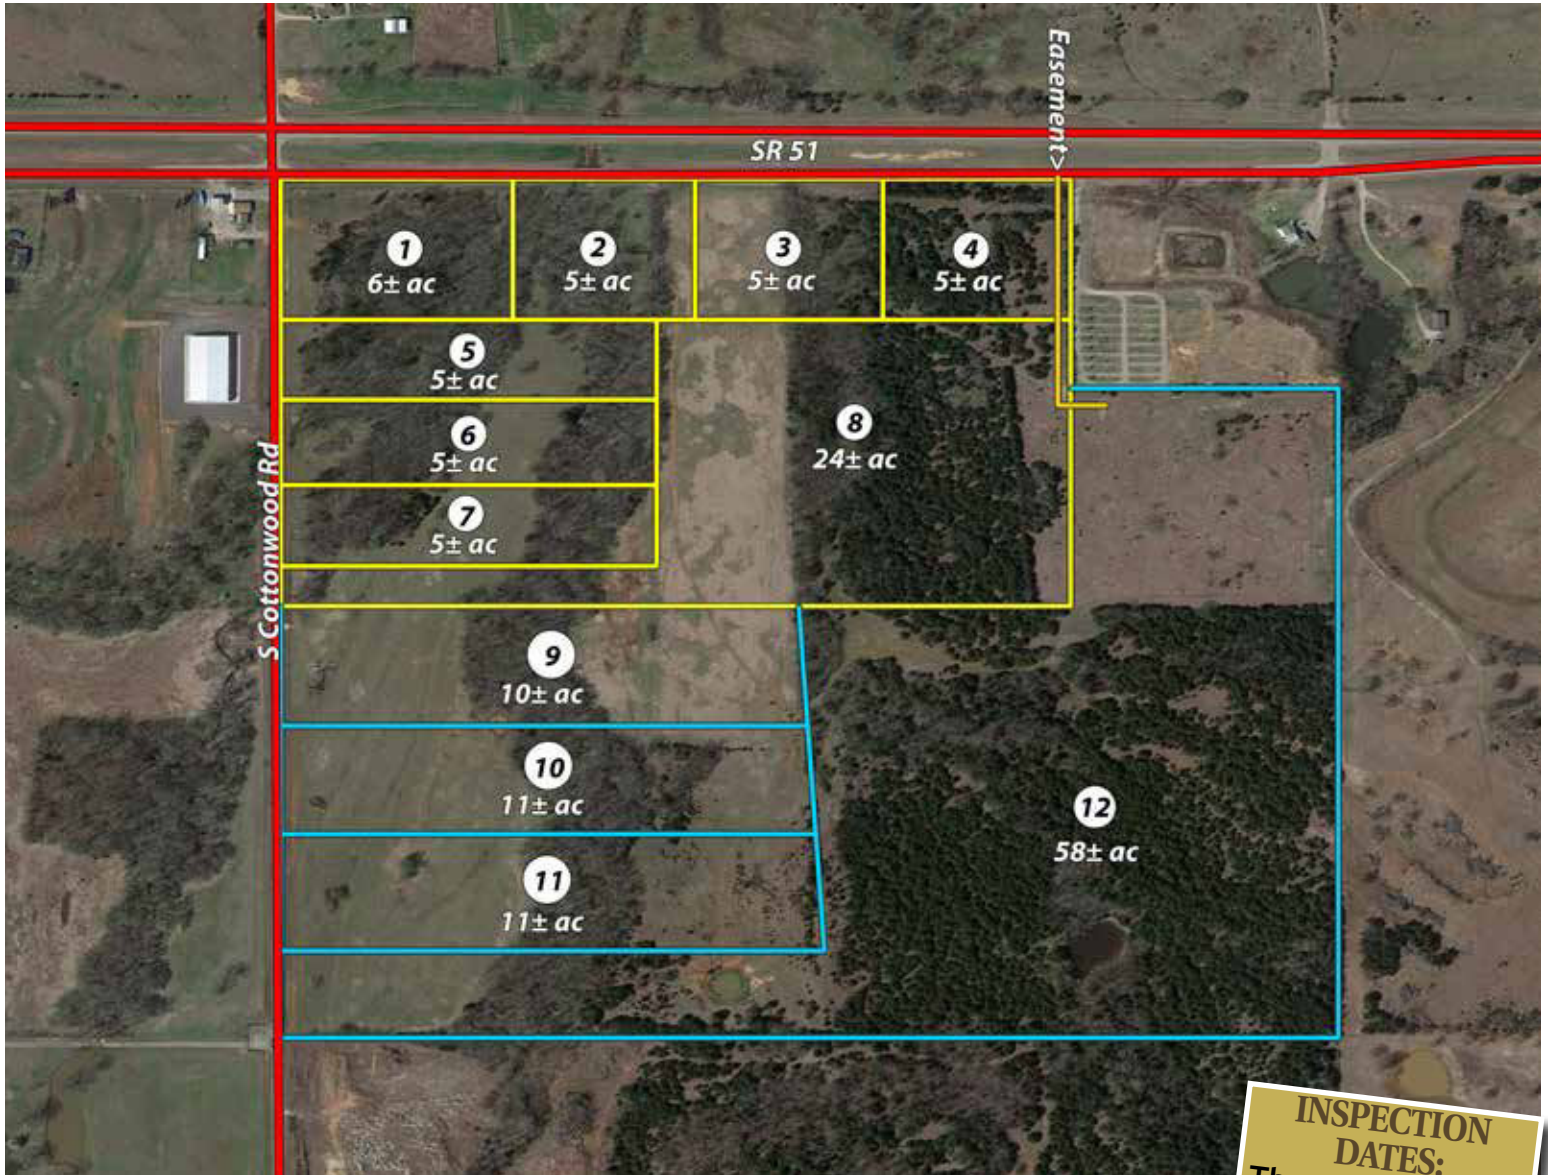 Easement>
SR 51
1
6± ac
2
5± ac
3
5± ac
4
5± ac
5
5± ac
6
5± ac
7
5± ac
8
24± ac
S Cottonwood Rd
9
10± ac
10
11± ac
11
11± ac
12
58± ac
INSPECTION
DATES: